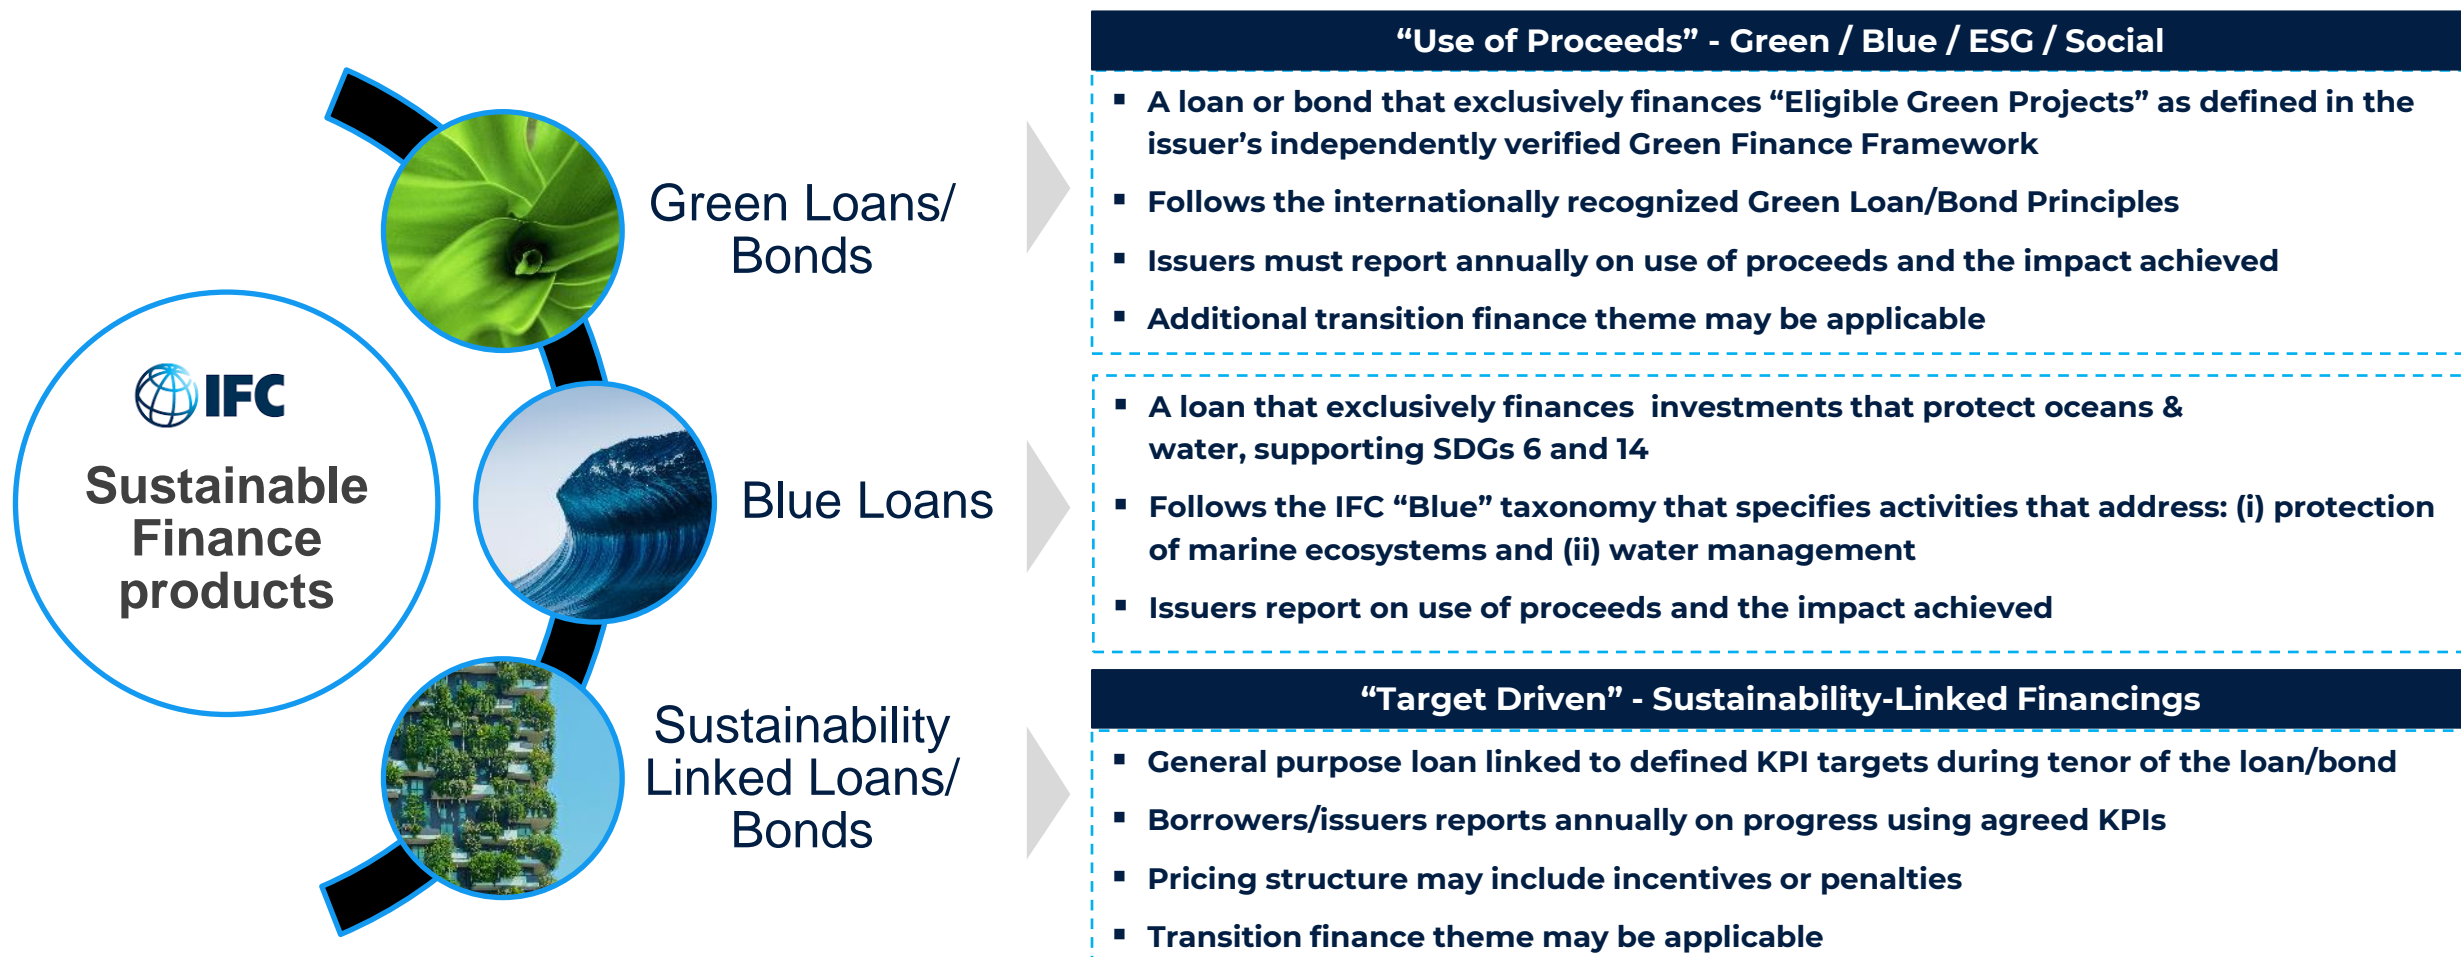 IFC
Sustainable
Finance
products
Green Loans/
Bonds
Blue Loans
Sustainability
Linked Loans/
Bonds
“Use of Proceeds” - Green / Blue / ESG / Social
▪ A loan or bond that exclusively finances “Eligible Green Projects” as defined in the
issuer’s independently verified Green Finance Framework
▪ Follows the internationally recognized Green Loan/Bond Principles
▪ Issuers must report annually on use of proceeds and the impact achieved
▪ Additional transition finance theme may be applicable
▪ A loan that exclusively finances  investments that protect oceans &
water, supporting SDGs 6 and 14
▪ Follows the IFC “Blue” taxonomy that specifies activities that address: (i) protection
of marine ecosystems and (ii) water management
▪ Issuers report on use of proceeds and the impact achieved
“Target Driven” - Sustainability-Linked Financings
▪ General purpose loan linked to defined KPI targets during tenor of the loan/bond
▪ Borrowers/issuers reports annually on progress using agreed KPIs
▪ Pricing structure may include incentives or penalties
▪ Transition finance theme may be applicable